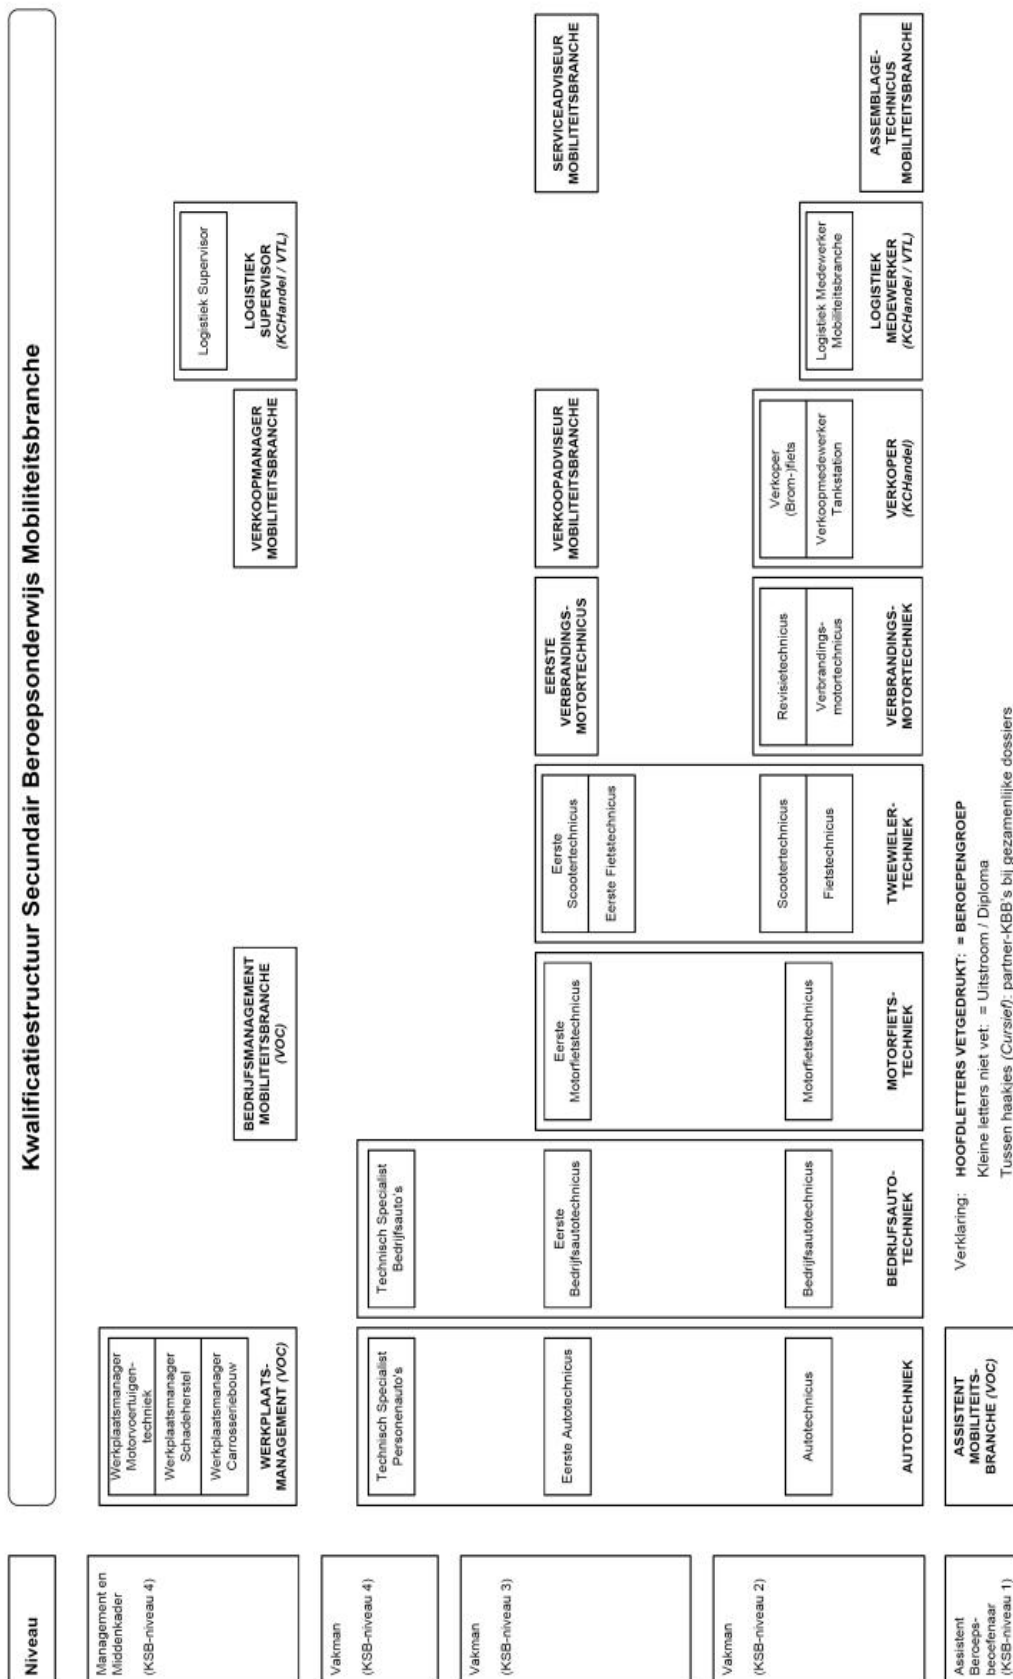 Kwalificatiestructuur Secundair Beroepsonderwijs Mobiliteitsbranche
Niveau
Management en
Middenkader
(KSB-niveau 4)
Werkplaatsmanager
Motorvoertuigen-
techniek
Werkplaatsmanager
Schadeherstel
Werkplaatsmanager
Carrosseriebouw
WERKPLAATS-
MANAGEMENT (VOC)
BEDRIJFSMANAGEMENT
MOBILITEITSBRANCHE
(VOC)
VERKOOPMANAGER
MOBILITEITSBRANCHE
Logistiek Supervisor
LOGISTIEK
SUPERVISOR
(KCHandel / VTL)
Vakman
(KSB-niveau 4)
Technisch Specialist
Personenauto's
Technisch Specialist
Bedrijfsauto's
Vakman
(KSB-niveau 3)
Eerste Autotechnicus
Eerste
Bedrijfsautotechnicus
Eerste
Motorfietstechnicus
Eerste
Scootertechnicus
Eerste Fietstechnicus
EERSTE
VERBRANDINGS-
MOTORTECHNICUS
VERKOOPADVISEUR
MOBILITEITSBRANCHE
SERVICEADVISEUR
MOBILITEITSBRANCHE
Vakman
(KSB-niveau 2)
Autotechnicus
AUTOTECHNIEK
Bedrijfsautotechnicus
BEDRIJFSAUTO-
TECHNIEK
Motorfietstechnicus
MOTORFIETS-
TECHNIEK
Scootertechnicus
Fietstechnicus
TWEEWIELER-
TECHNIEK
Revisietechnicus
Verbrandings-
motortechnicus
VERBRANDINGS-
MOTORTECHNIEK
Verkoper
(Brom-)fiets
Verkoopmedewerker
Tankstation
VERKOPER
(KCHandel)
Logistiek Medewerker
Mobiliteitsbranche
LOGISTIEK
MEDEWERKER
(KCHandel / VTL)
ASSEMBLAGE-
TECHNICUS
MOBILITEITSBRANCHE
Assistent
Beroeps-
beoefenaar
(KSB-niveau 1)
ASSISTENT
MOBILITEITS-
BRANCHE (VOC)
Verklaring: HOOFDLETTERS VETGEDRUKT: = BEROEPENGROEP
Kleine letters niet vet: = Uitstroom / Diploma
Tussen haakjes (Cursief): partner-KBB's bij gezamenlijke dossiers